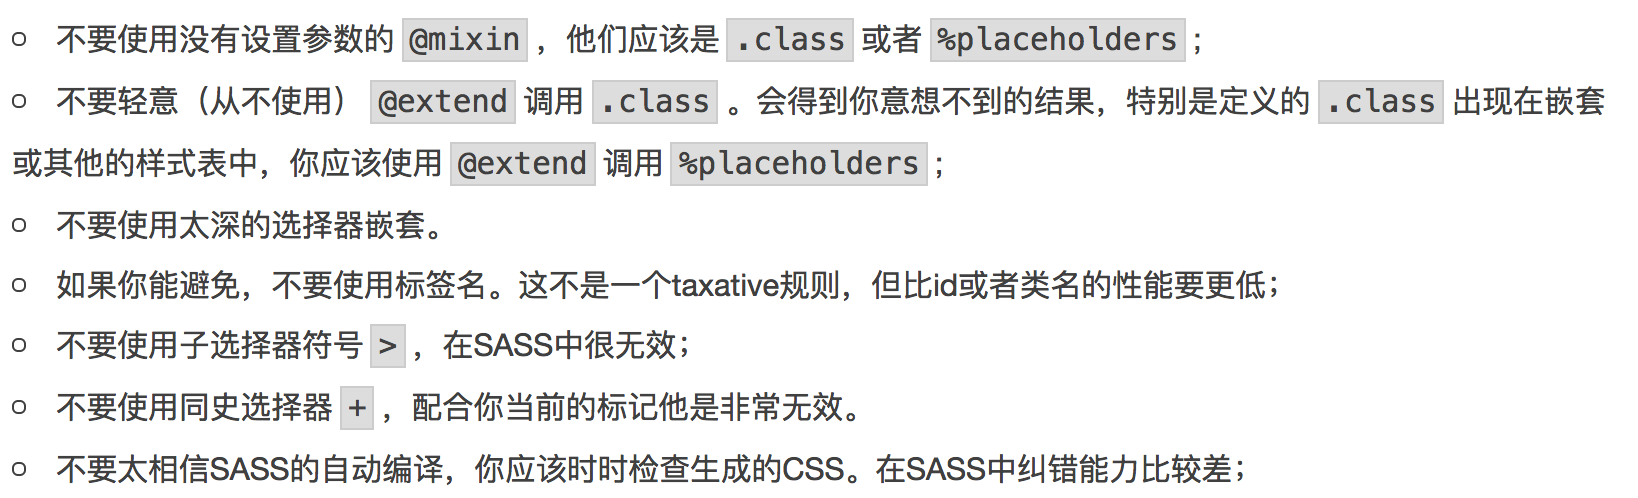 不要使用没有设置参数的 @mixin ，他们应该是 .class 或者 %placeholders ；
不要轻意（从不使用） @extend 调用 .class 。会得到你意想不到的结果，特别是定义的 .class 出现在嵌套
或其他的样式表中，你应该使用 @extend 调用 %placeholders ；
不要使用太深的选择器嵌套。
如果你能避免，不要使用标签名。这不是一个taxative规则，但比id或者类名的性能要更低；
不要使用子选择器符号 > ，在SASS中很无效；
不要使用同史选择器 + ，配合你当前的标记他是非常无效。
不要太相信SASS的自动编译，你应该时时检查生成的CSS。在SASS中纠错能力比较差；